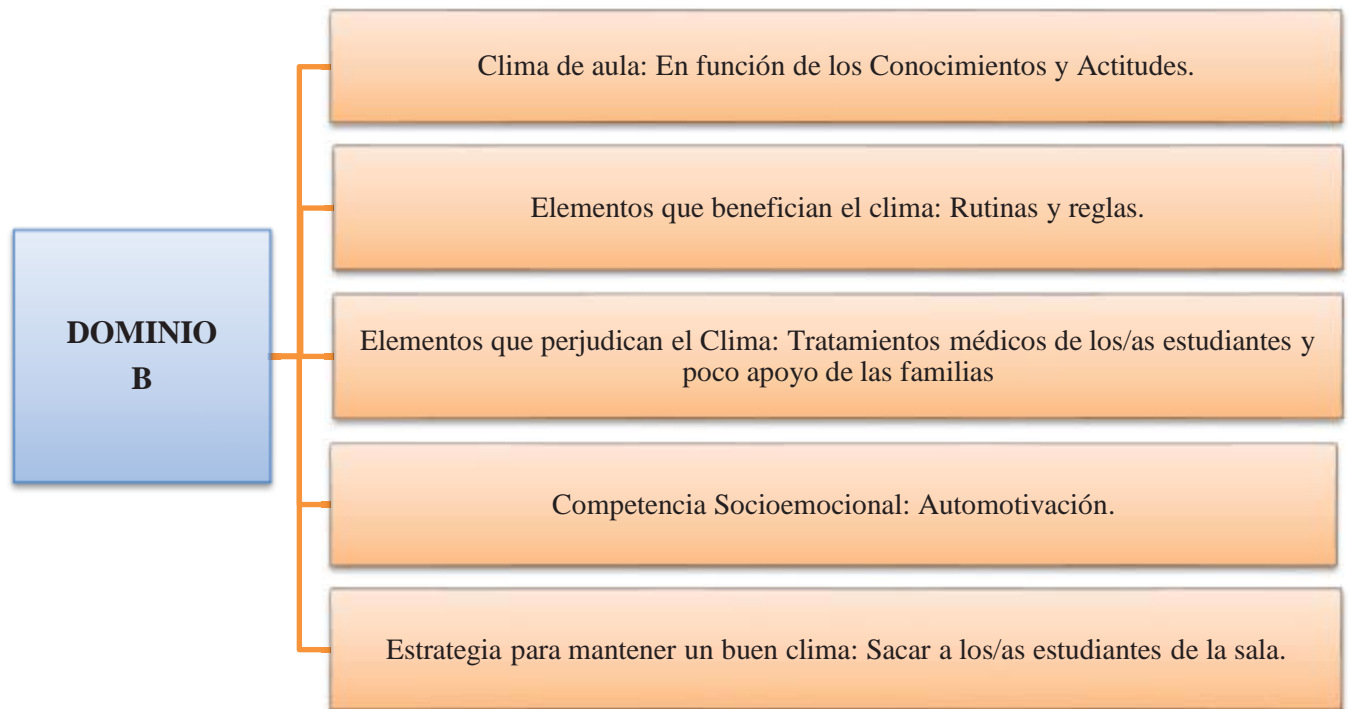 Clima de aula: En función de los Conocimientos y Actitudes.
Elementos que benefician el clima: Rutinas y reglas.
DOMINIO
B
Elementos que perjudican el Clima: Tratamientos médicos de los/as estudiantes y
poco apoyo de las familias
Competencia Socioemocional: Automotivación.
Estrategia para mantener un buen clima: Sacar a los/as estudiantes de la sala.